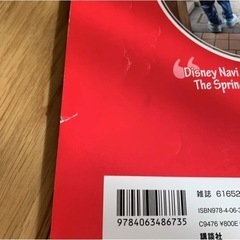 “Disney Navi
The Sprin
雑誌 61652
ISBN978-4-06-3
9784063486735
C9476 ¥800E
講談社